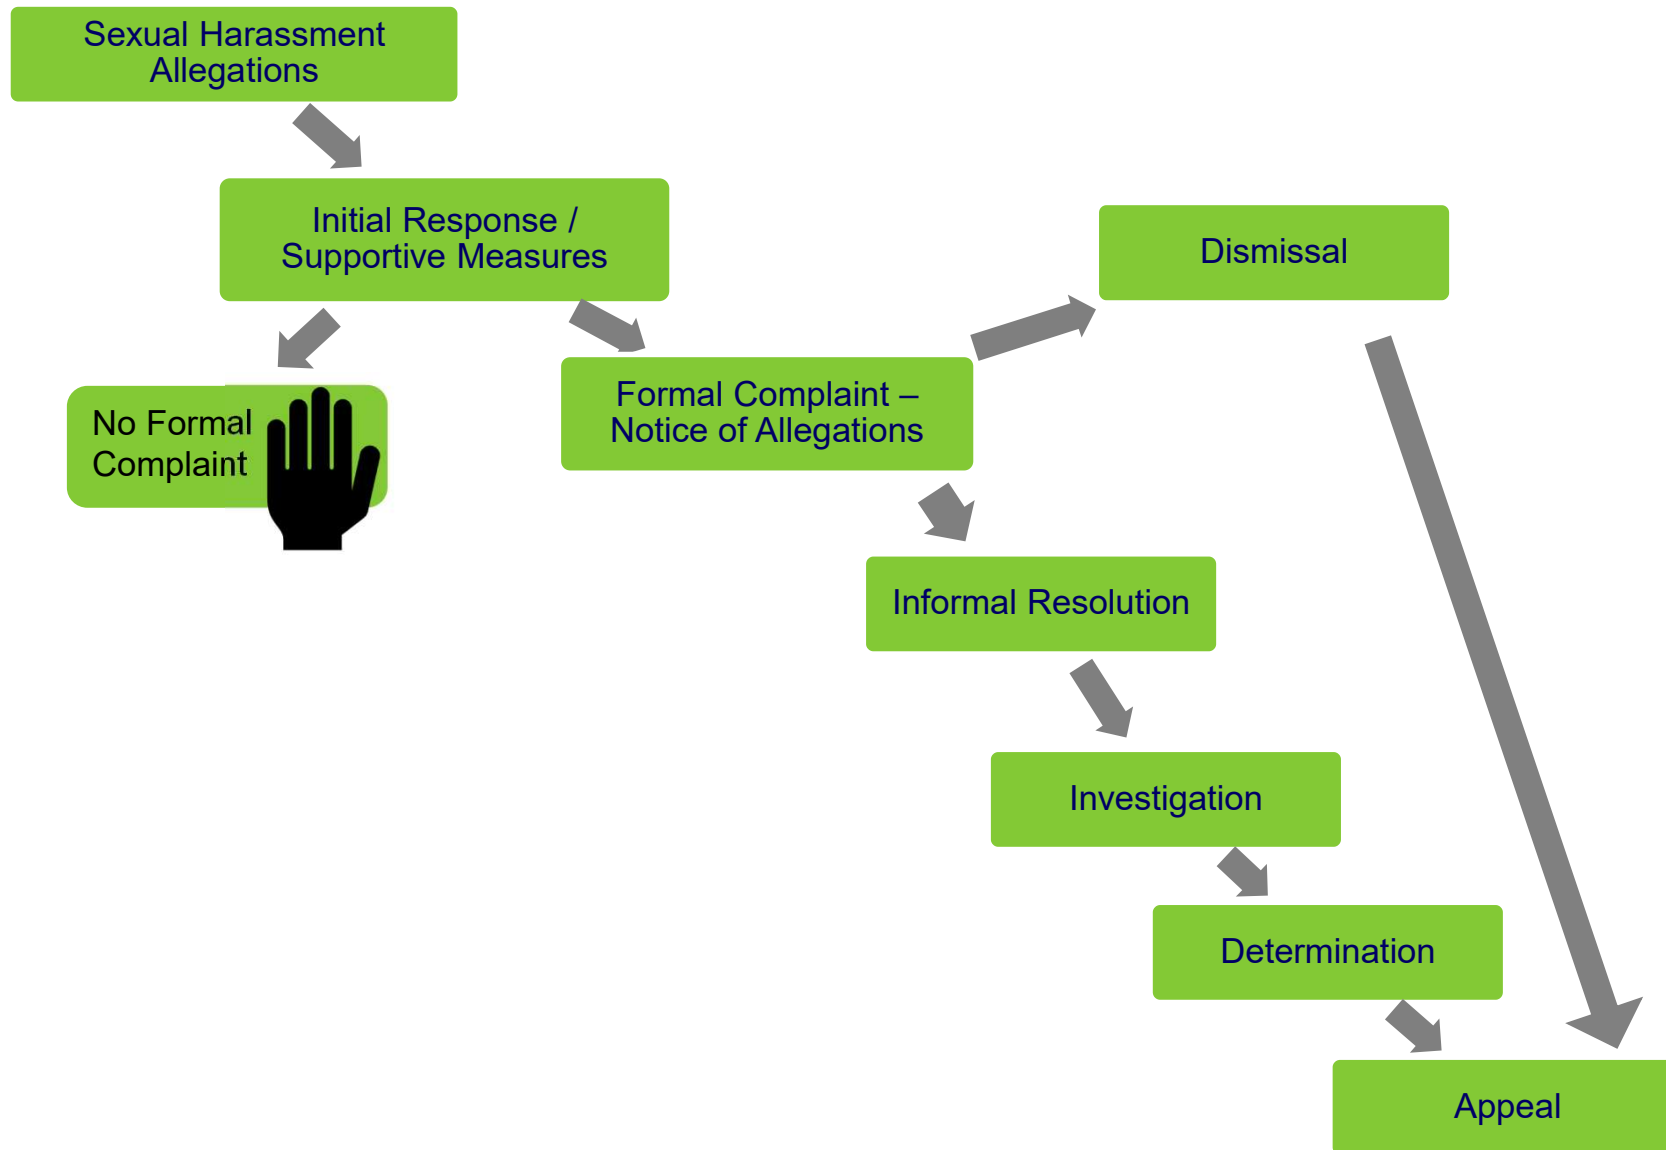 Sexual Harassment
Allegations
Initial Response /
Supportive Measures
Dismissal
No Formal
Complaint
Formal Complaint –
Notice of Allegations
Informal Resolution
Investigation
Determination
Appeal